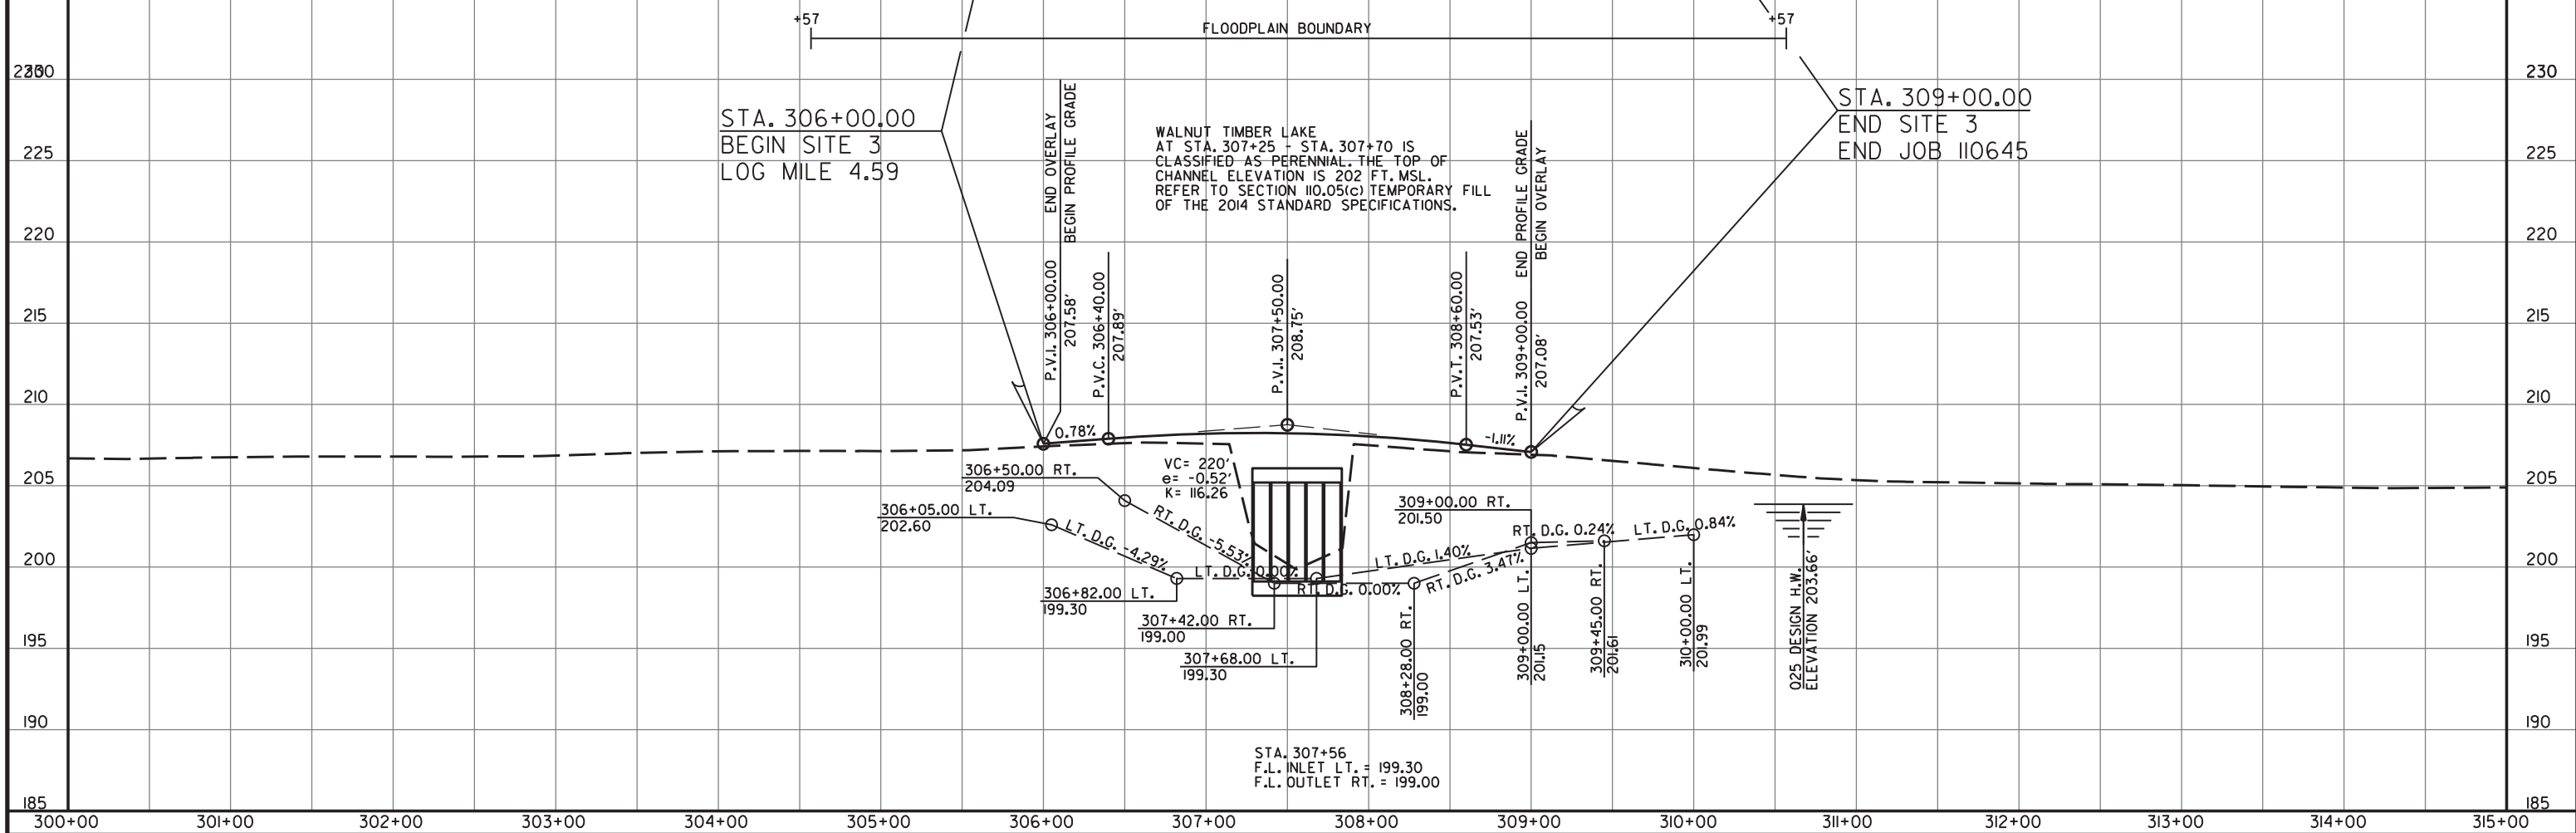 +57
FLOODPLAIN BOUNDARY
+57
230
230
STA. 306+00.00
BEGIN SITE 3
LOG MILE 4.59
END OVERLAY
BEGIN PROFILE GRADE
WALNUT TIMBER LAKE
AT STA. 307+25 - STA. 307+70 IS
CLASSIFIED AS PERENNIAL. THE TOP OF
CHANNEL ELEVATION IS 202 FT. MSL.
REFER TO SECTION 110.05(c) TEMPORARY FILL
OF THE 2014 STANDARD SPECIFICATIONS.
END PROFILE GRADE
BEGIN OVERLAY
STA. 309+00.00
END SITE 3
END JOB 110645
225
225
220
220
P.V.I. 306+00.00
207.58'
P.V.C. 306+40.00
207.89'
P.V.I. 307+50.00
208.75'
P.V.T. 308+60.00
207.53'
P.V.I. 309+00.00
207.08'
215
215
210
210
0.78%
-1.11%
VC= 220'
e= -0.52'
K= 116.26
205
205
306+50.00 RT.
204.09
306+05.00 LT.
202.60
LT. D.G. -4.29%
RT. D.G. -5.53%
309+00.00 RT.
201.50
RT. D.G. 0.24%
LT. D.G. 0.84%
LT. D.G. 1.40%
RT. D.G. 3.47%
LT. D.G. 0.00%
RT. D.G. 0.00%
200
200
306+82.00 LT.
199.30
307+42.00 RT.
199.00
307+68.00 LT.
199.30
308+28.00 RT.
199.00
309+00.00 LT.
201.15
309+45.00 RT.
201.61
310+00.00 LT.
201.99
Q25 DESIGN H.W.
ELEVATION 203.66'
195
195
190
190
STA. 307+56
F.L. INLET LT. = 199.30
F.L. OUTLET RT. = 199.00
185
185
300+00 301+00 302+00 303+00 304+00 305+00 306+00 307+00 308+00 309+00 310+00 311+00 312+00 313+00 314+00 315+00